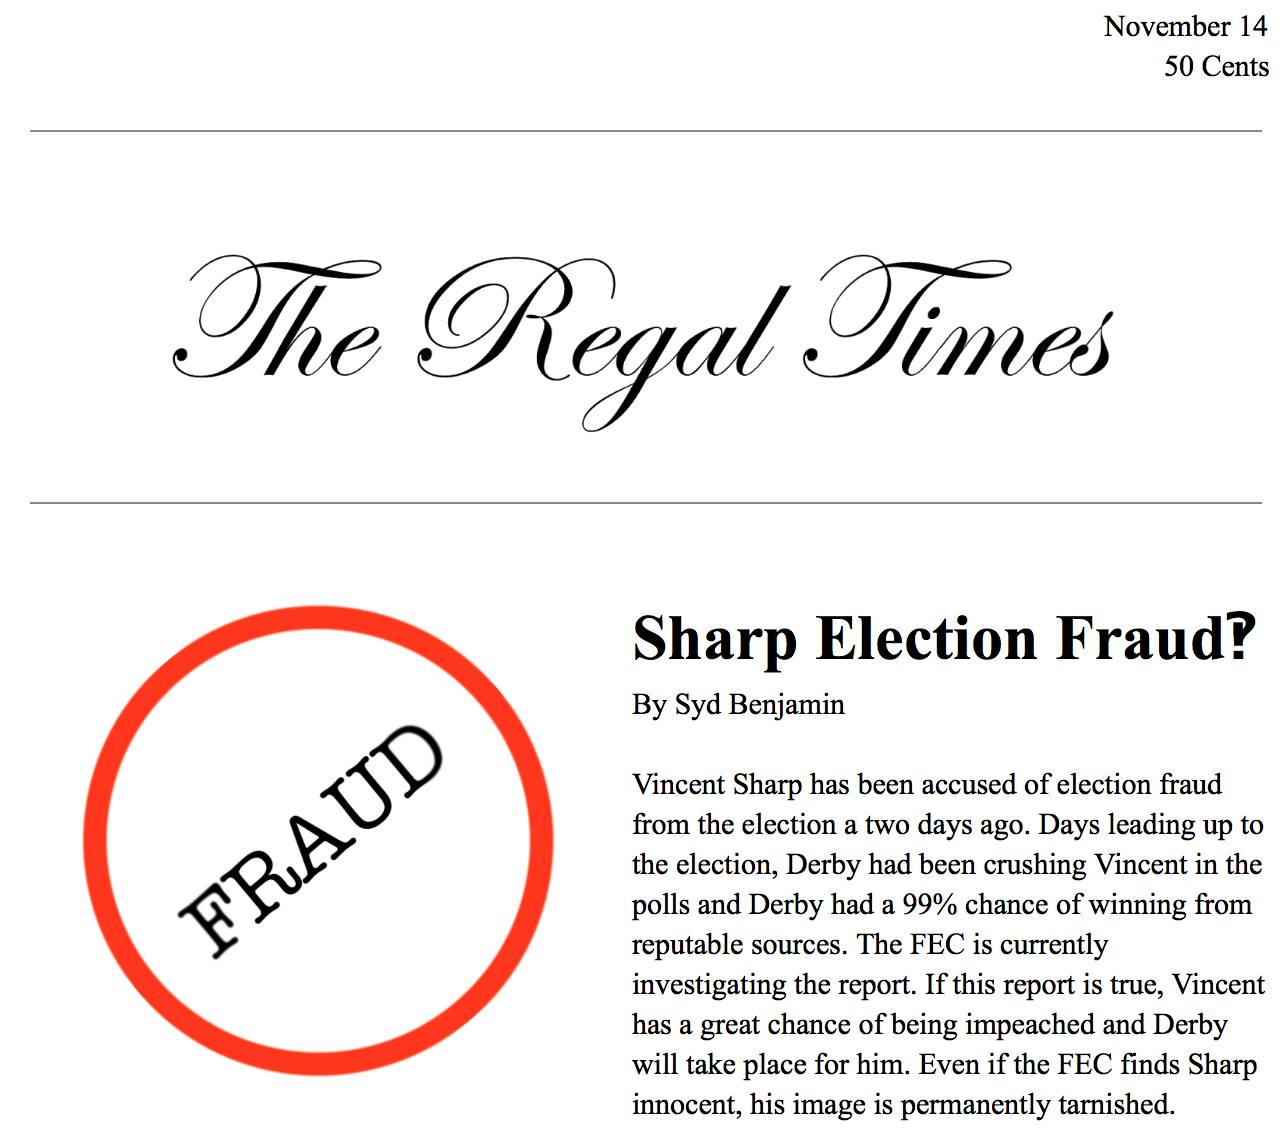 November 14
50 Cents
The Regal Times
FRAUD
Sharp Election Fraud‽
By Syd Benjamin
Vincent Sharp has been accused of election fraud
from the election a two days ago. Days leading up to
the election, Derby had been crushing Vincent in the
polls and Derby had a 99% chance of winning from
reputable sources. The FEC is currently
investigating the report. If this report is true, Vincent
has a great chance of being impeached and Derby
will take place for him. Even if the FEC finds Sharp
innocent, his image is permanently tarnished.